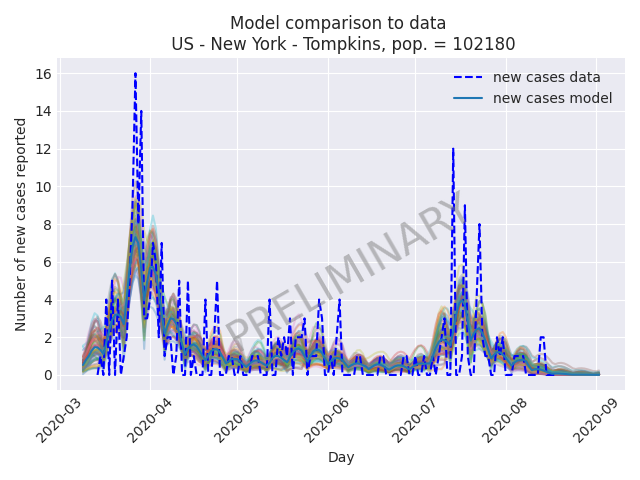 Model comparison to data
US - New York - Tompkins, pop. = 102180
new cases data
new cases model
PRELIMINARY
Number of new cases reported
16
14
12
10
8
6
4
2
0
2020-03
2020-04
2020-05
2020-06
2020-07
2020-08
2020-09
Day